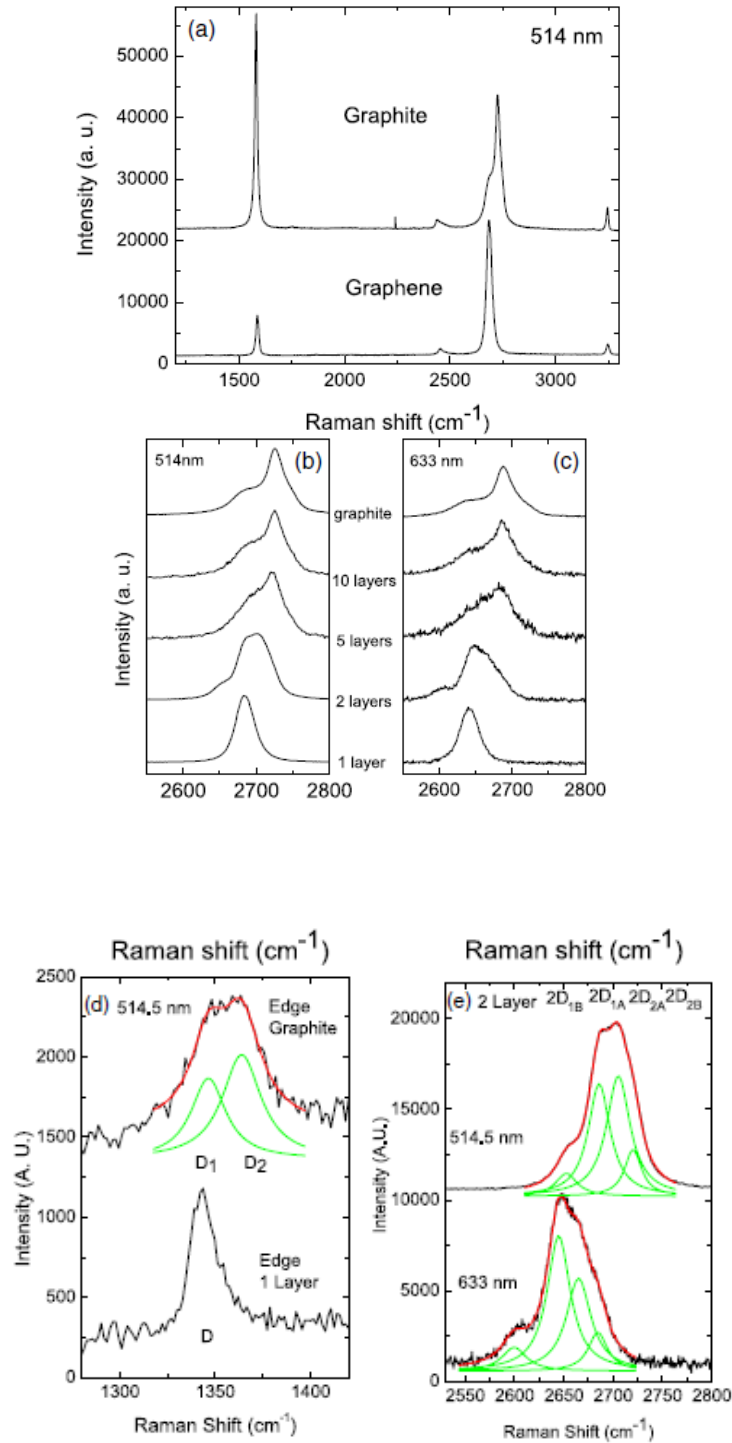 (a) 514 nm
50000
40000
30000
20000
10000
0
Intensity (a. u.)
Graphite
Graphene
1500 2000 2500 3000
Raman shift (cm-1)
514nm (b)
633 nm (c)
graphite
10 layers
5 layers
2 layers
1 layer
Intensity (a. u.)
2600 2700 2800
2600 2700 2800
Raman shift (cm-1)
(d) 514.5 nm
Edge
Graphite
2500
2000
1500
1000
500
0
Intensity (A. U.)
D1 D2
Edge
1 Layer
D
1300 1350 1400
Raman Shift (cm-1)
Raman shift (cm-1)
(e) 2 Layer 2D1B 2D1A 2D2A 2D2B
20000
15000
10000
5000
0
Intensity (A.U.)
514.5 nm
633 nm
2550 2600 2650 2700 2750 2800
Raman Shift (cm-1)